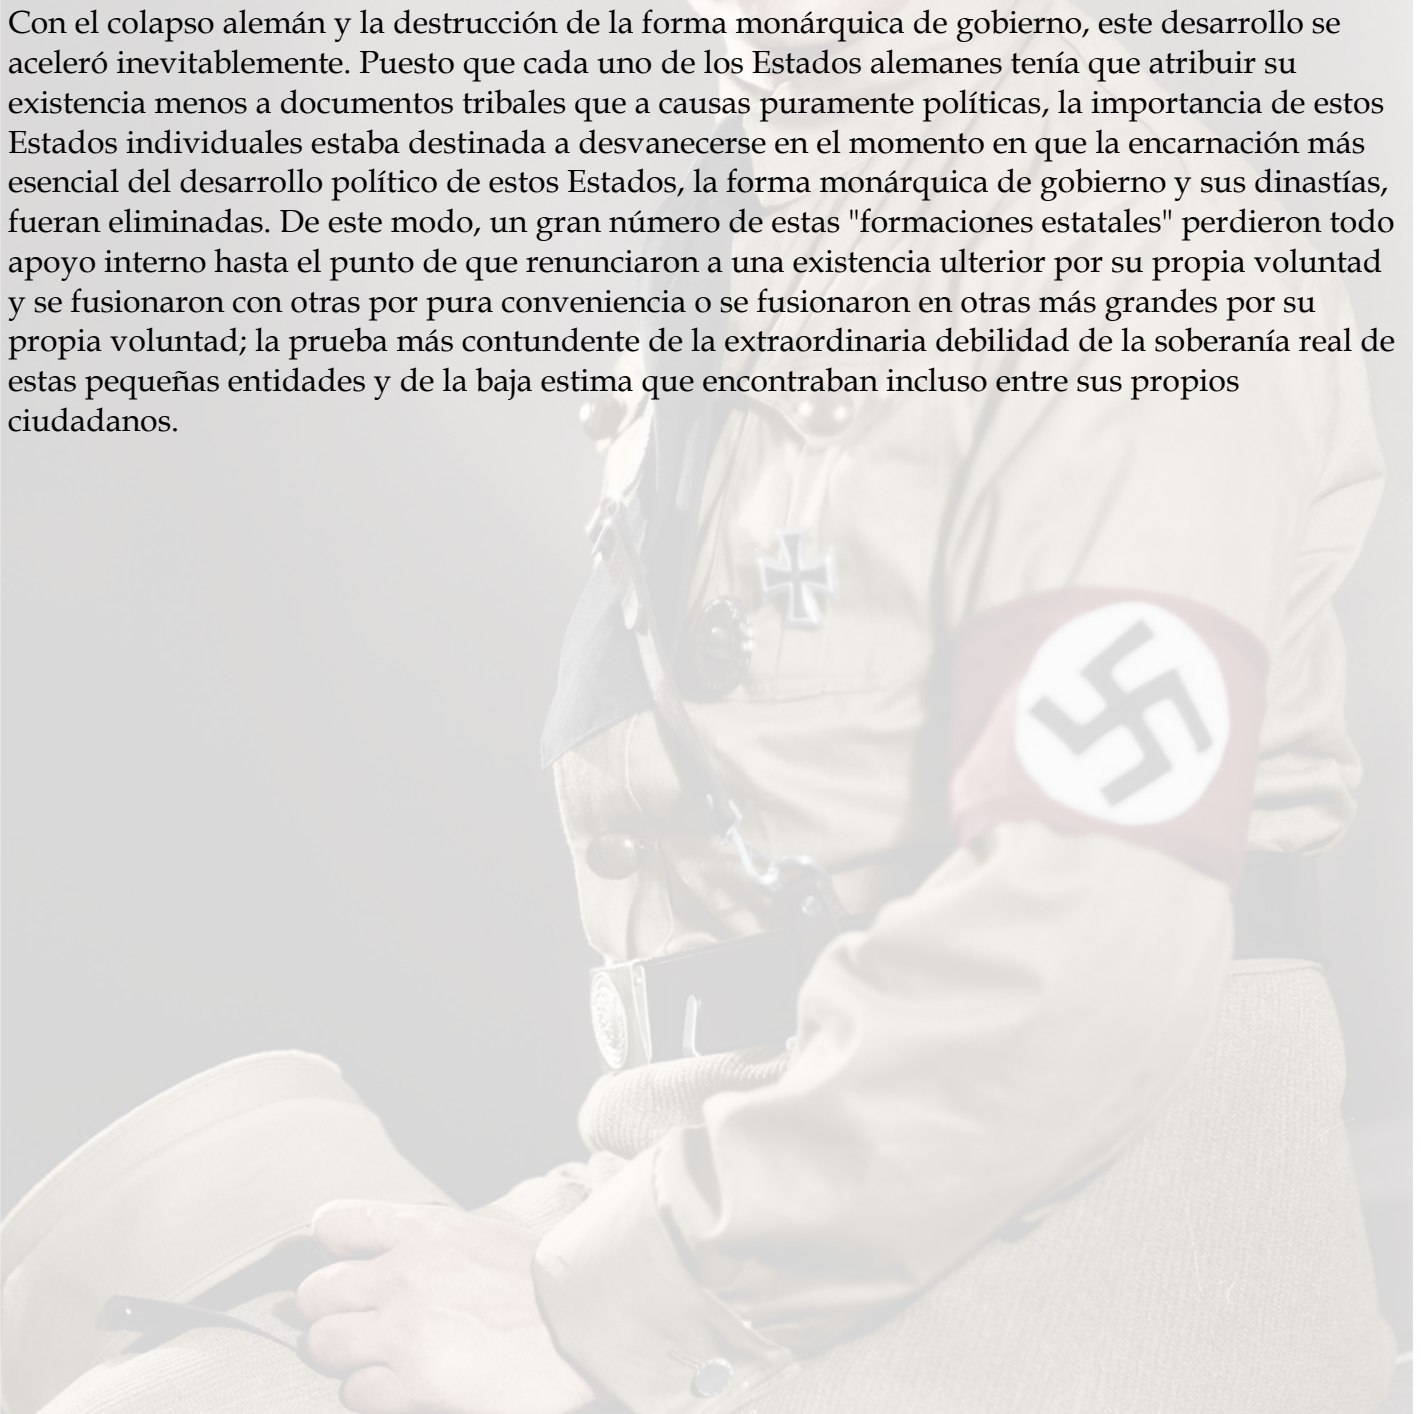 Con el colapso alemán y la destrucción de la forma monárquica de gobierno, este desarrollo se
aceleró inevitablemente. Puesto que cada uno de los Estados alemanes tenía que atribuir su
existencia menos a documentos tribales que a causas puramente políticas, la importancia de estos
Estados individuales estaba destinada a desvanecerse en el momento en que la encarnación más
esencial del desarrollo político de estos Estados, la forma monárquica de gobierno y sus dinastías,
fueran eliminadas. De este modo, un gran número de estas "formaciones estatales" perdieron todo
apoyo interno hasta el punto de que renunciaron a una existencia ulterior por su propia voluntad
y se fusionaron con otras por pura conveniencia o se fusionaron en otras más grandes por su
propia voluntad; la prueba más contundente de la extraordinaria debilidad de la soberanía real de
estas pequeñas entidades y de la baja estima que encontraban incluso entre sus propios
ciudadanos.